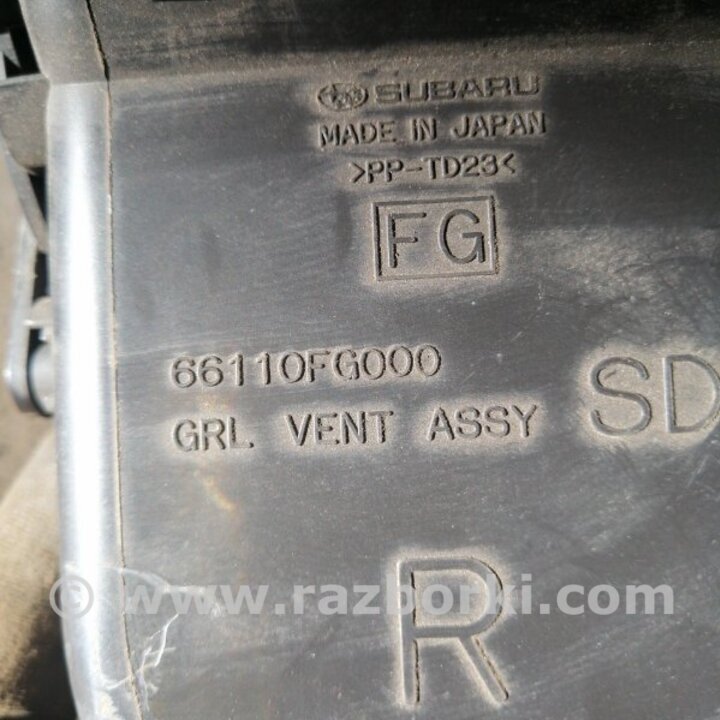 SUBARU
MADE IN JAPAN
>PP-TD23<
FG
66110FG000
GRL VENT ASSY
SD
R
© www.razborki.com